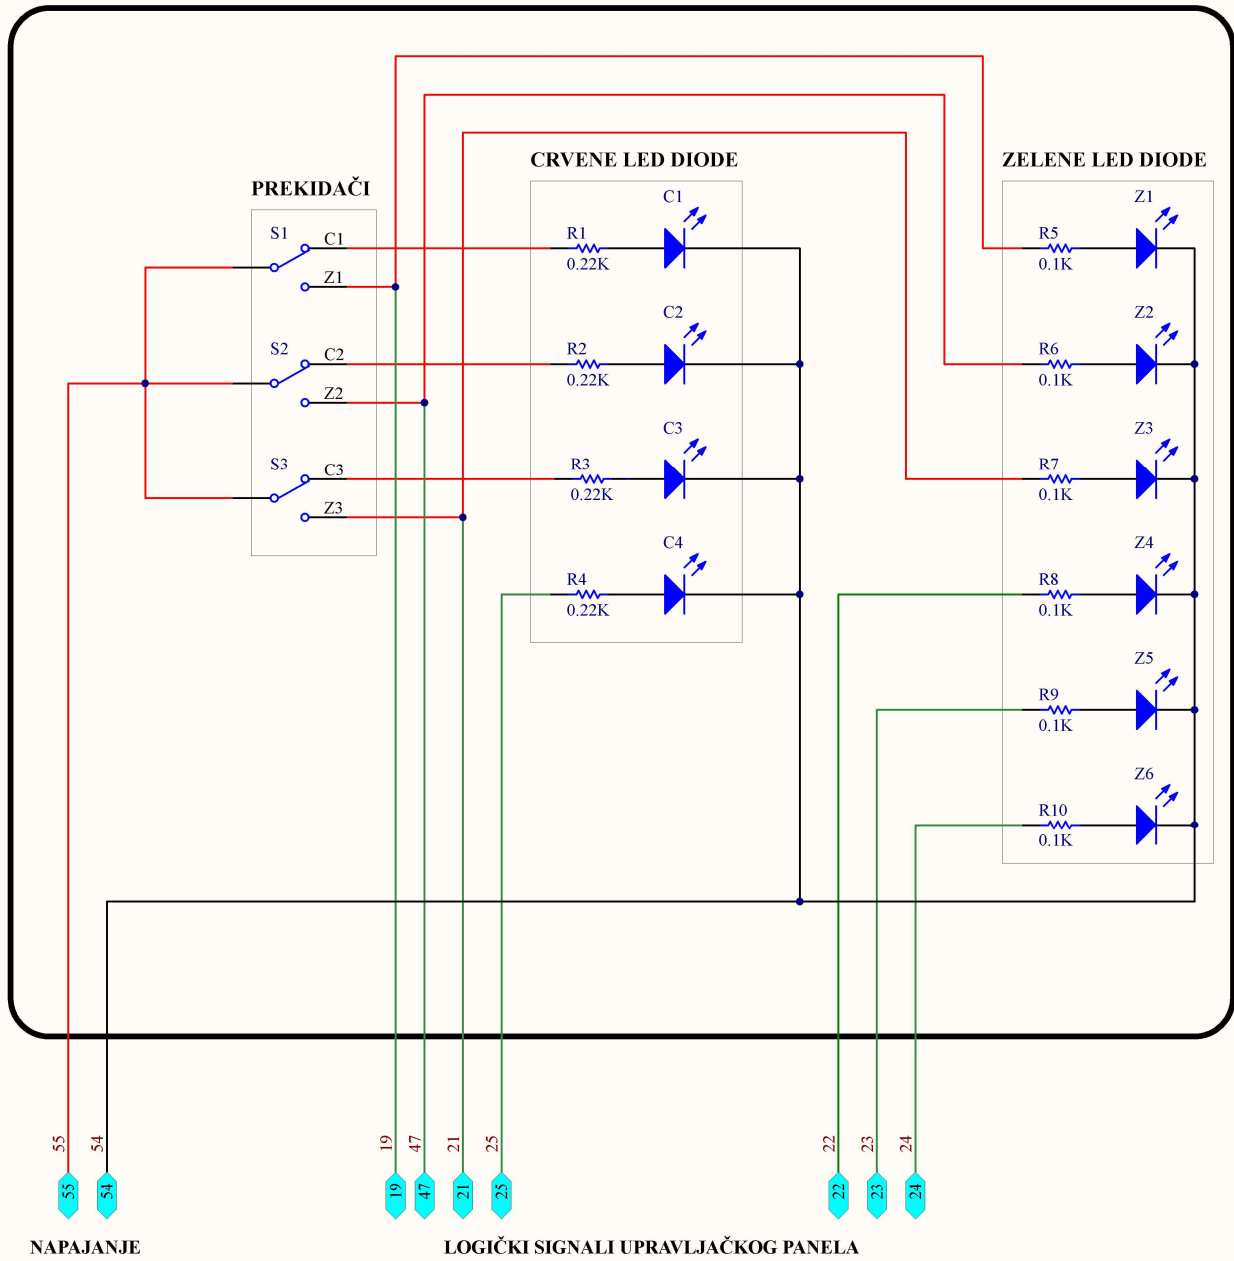 CRVENE LED DIODE
ZELENE LED DIODE
PREKIDAČI
C1
Z1
S1
C1
R1
R5
0.22K
0.1K
Z1
C2
Z2
S2
C2
R2
R6
0.22K
0.1K
Z2
C3
Z3
S3
C3
R3
R7
0.22K
0.1K
Z3
C4
Z4
R4
R8
0.22K
0.1K
Z5
R9
0.1K
Z6
R10
0.1K
55
54
19
47
21
25
22
23
24
55
54
19
47
21
25
22
23
24
NAPAJANJE
LOGIČKI SIGNALI UPRAVLJAČKOG PANELA